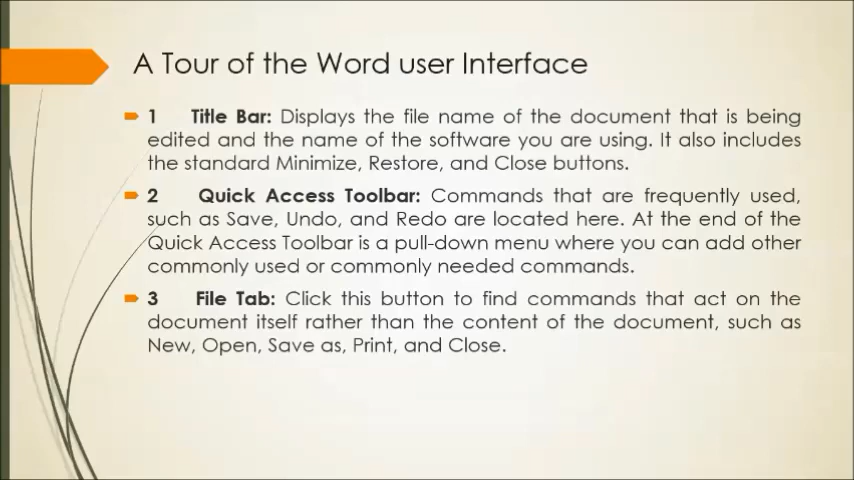 A Tour of the Word user Interface
1 Title Bar: Displays the file name of the document that is being
edited and the name of the software you are using. It also includes
the standard Minimize, Restore, and Close buttons.
2 Quick Access Toolbar: Commands that are frequently used,
such as Save, Undo, and Redo are located here. At the end of the
Quick Access Toolbar is a pull-down menu where you can add other
commonly used or commonly needed commands.
3 File Tab: Click this button to find commands that act on the
document itself rather than the content of the document, such as
New, Open, Save as, Print, and Close.